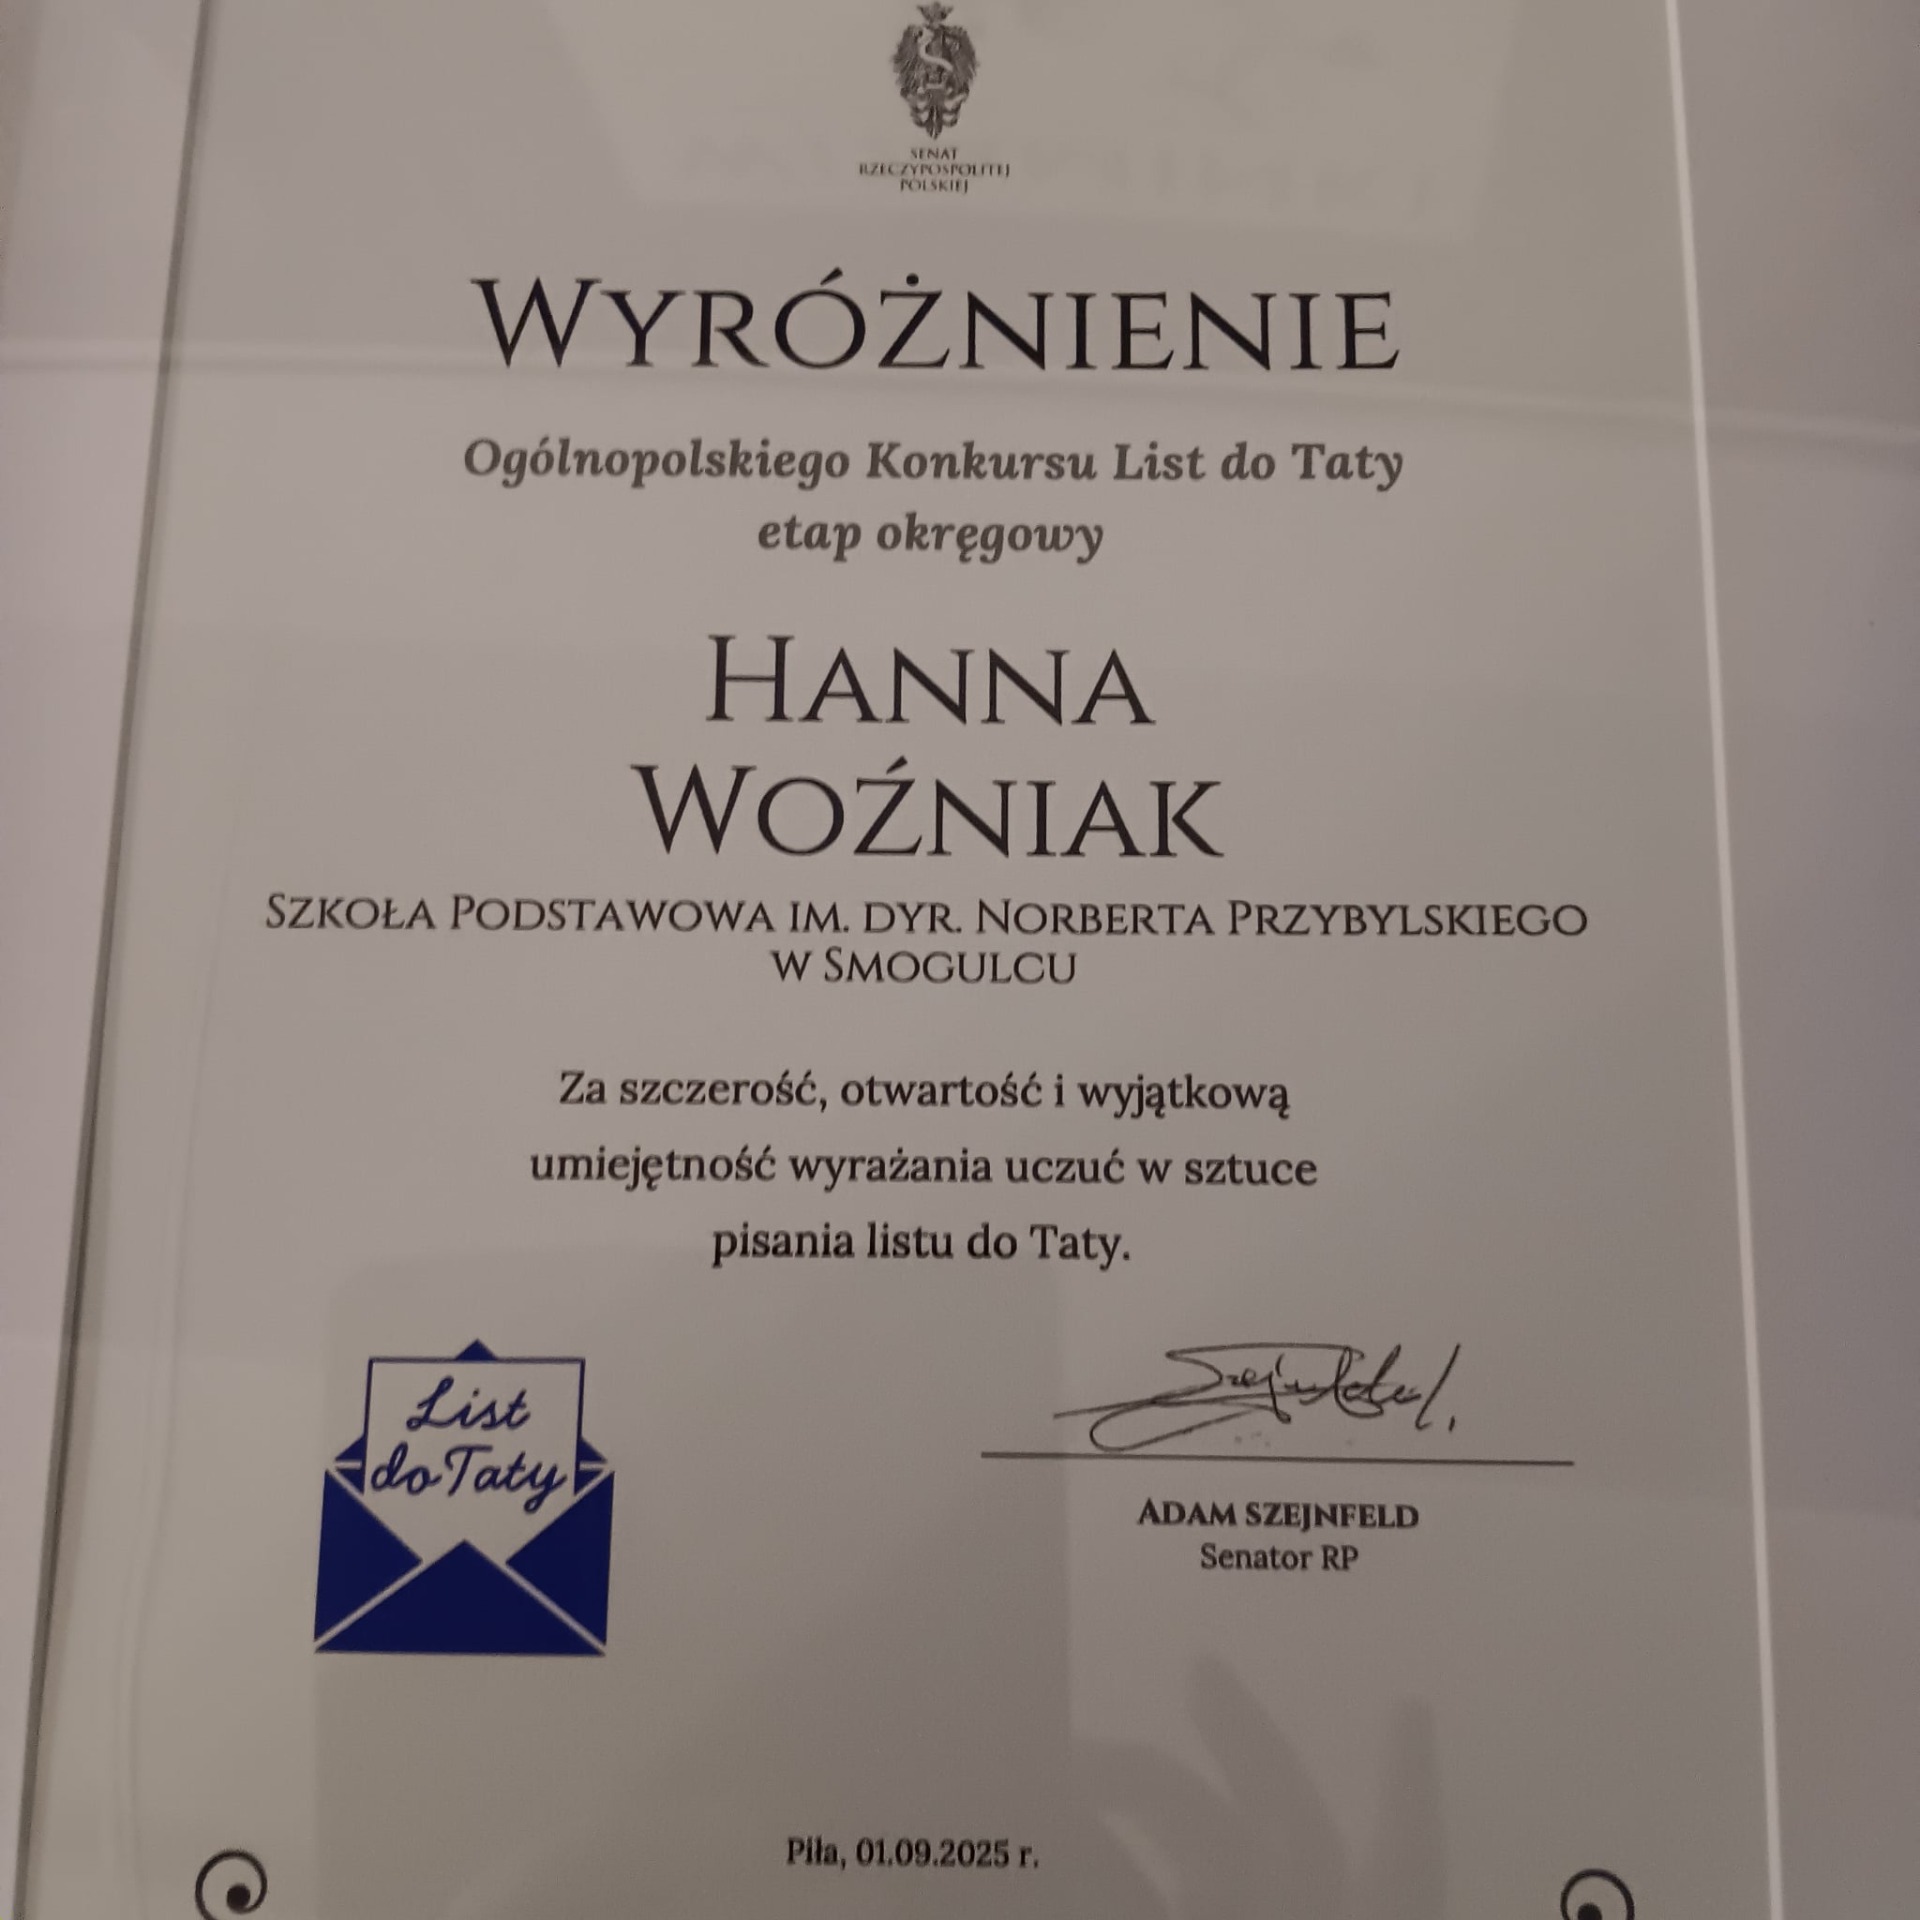 SENAT
RZECZYPOSPOLITEJ
POLSKIEJ
WYRÓŻNIENIE
Ogólnopolskiego Konkursu List do Taty
etap okręgowy
HANNA
WOŹNIAK
SZKOŁA PODSTAWOWA IM. DYR. NORBERTA PRZYBYLSKIEGO
W SMOGULCU
Za szczerość, otwartość i wyjątkową
umiejętność wyrażania uczuć w sztuce
pisania listu do Taty.
List
do Taty
Szejnfeld
ADAM SZEJNFELD
Senator RP
Piła, 01.09.2025 r.